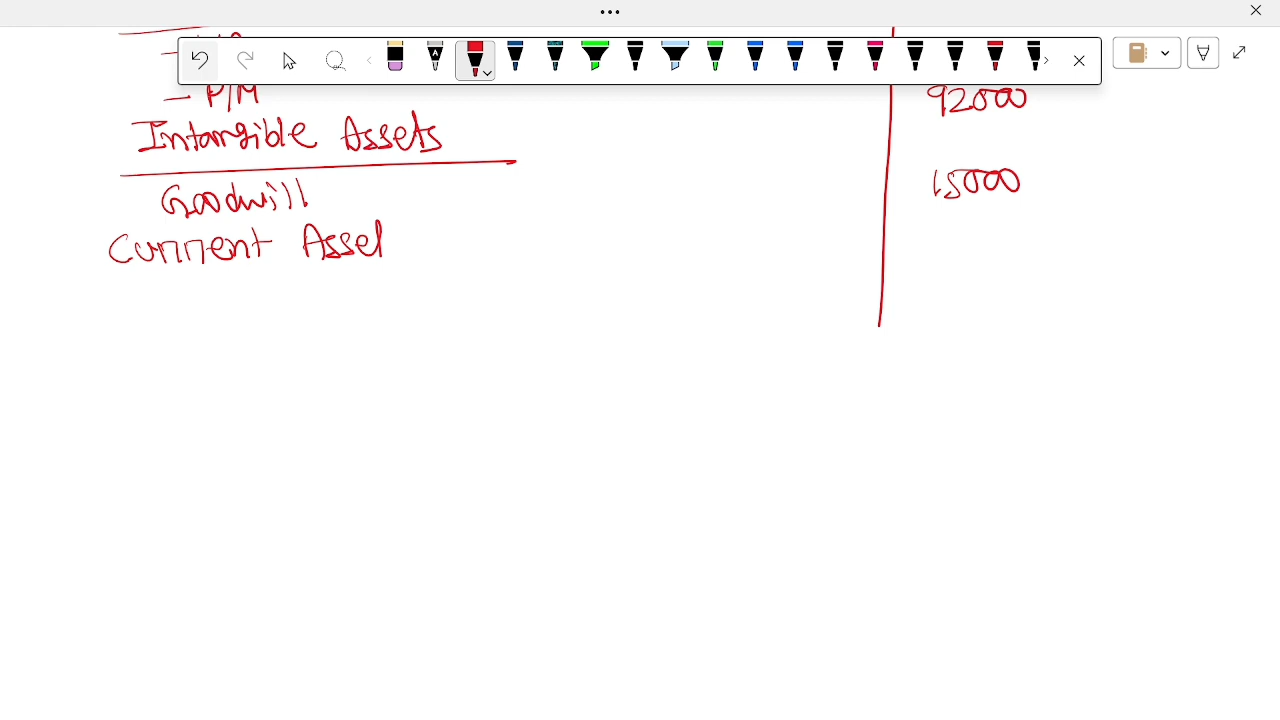 – P/M 92000
Intangible Assets
Goodwill 15000
Current Asset